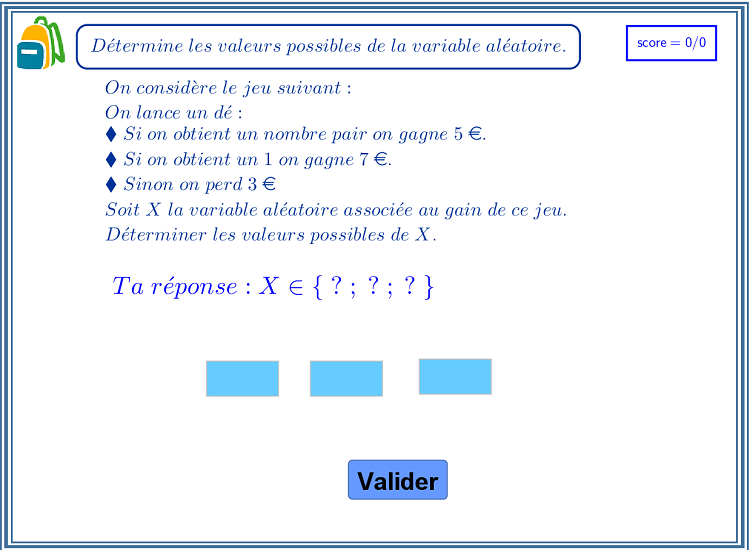 Détermine les valeurs possibles de la variable aléatoire.
score = 0/0
On considère le jeu suivant :
On lance un dé :
♦ Si on obtient un nombre pair on gagne 5 €.
♦ Si on obtient un 1 on gagne 7 €.
♦ Sinon on perd 3 €
Soit X la variable aléatoire associée au gain de ce jeu.
Déterminer les valeurs possibles de X.
Ta réponse : X ∈ { ? ; ? ; ? }
Valider